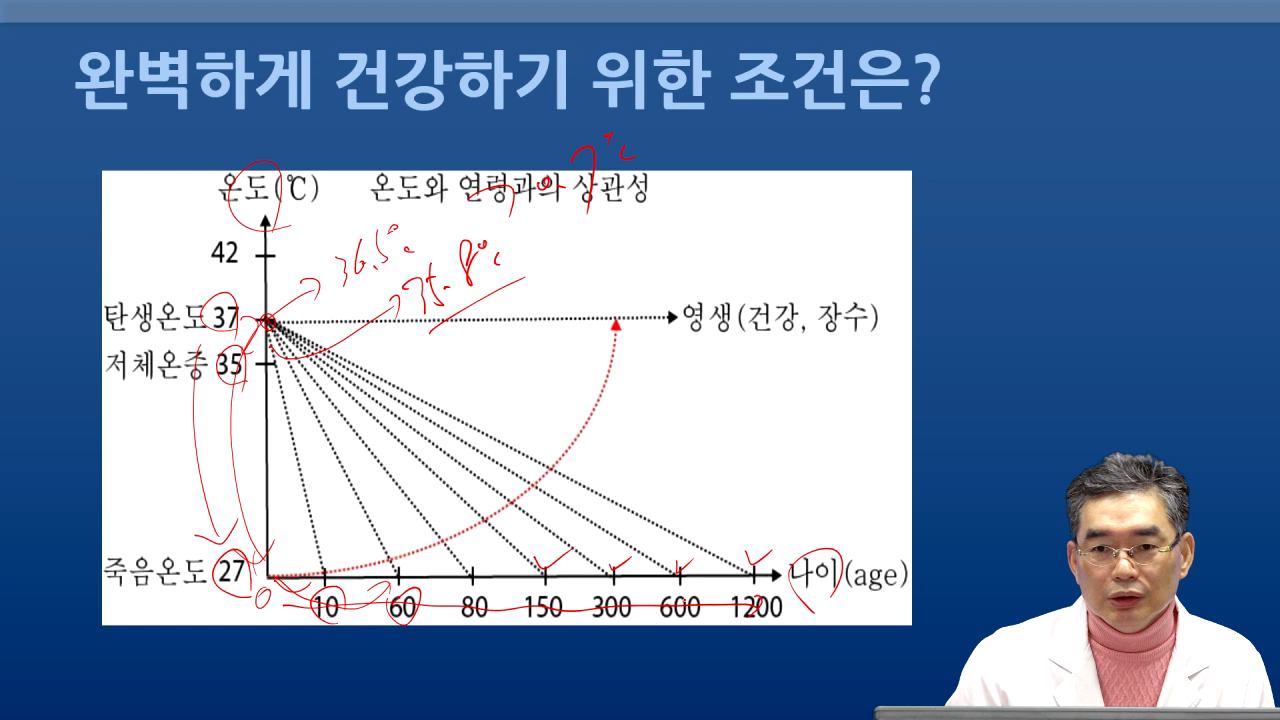 완벽하게 건강하기 위한 조건은?
온도(℃) 온도와 연령과의 상관성
36.5℃
42
35.8℃
탄생온도 37 영생(건강, 장수)
저체온증 35
죽음온도 27 나이(age)
0 10 60 80 150 300 600 1200